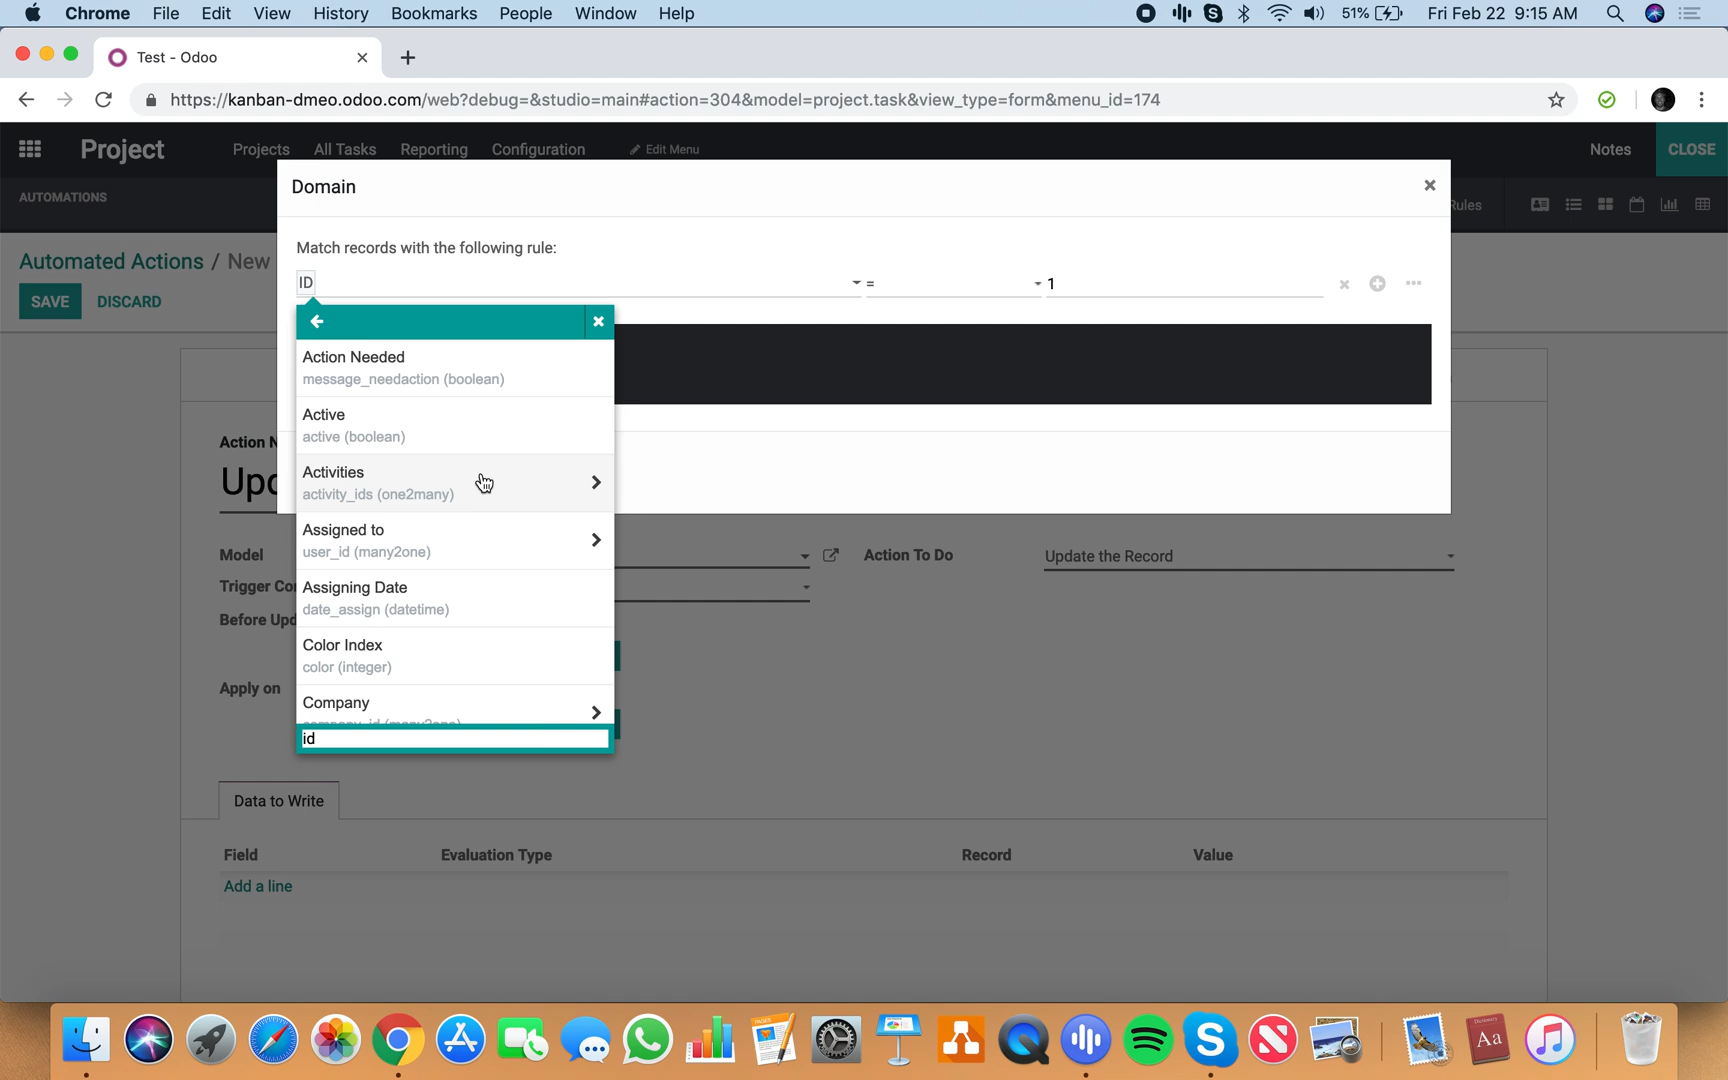 Chrome File Edit View History Bookmarks People Window Help 51% Fri Feb 22 9:15 AM
Test - Odoo
https://kanban-dmeo.odoo.com/web?debug=&studio=main#action=304&model=project.task&view_type=form&menu_id=174
Project Projects All Tasks Reporting Configuration Edit Menu Notes CLOSE
AUTOMATIONS
Domain
Automated Actions / New
SAVE DISCARD
Match records with the following rule:
ID = 1
Action Needed
message_needaction (boolean)
Active
active (boolean)
Activities
activity_ids (one2many)
Assigned to
user_id (many2one)
Assigning Date
date_assign (datetime)
Color Index
color (integer)
Company
id
Action
Model
Trigger
Before
Apply on
Action To Do Update the Record
Data to Write
Field Evaluation Type Record Value
Add a line
PAGES
Aa